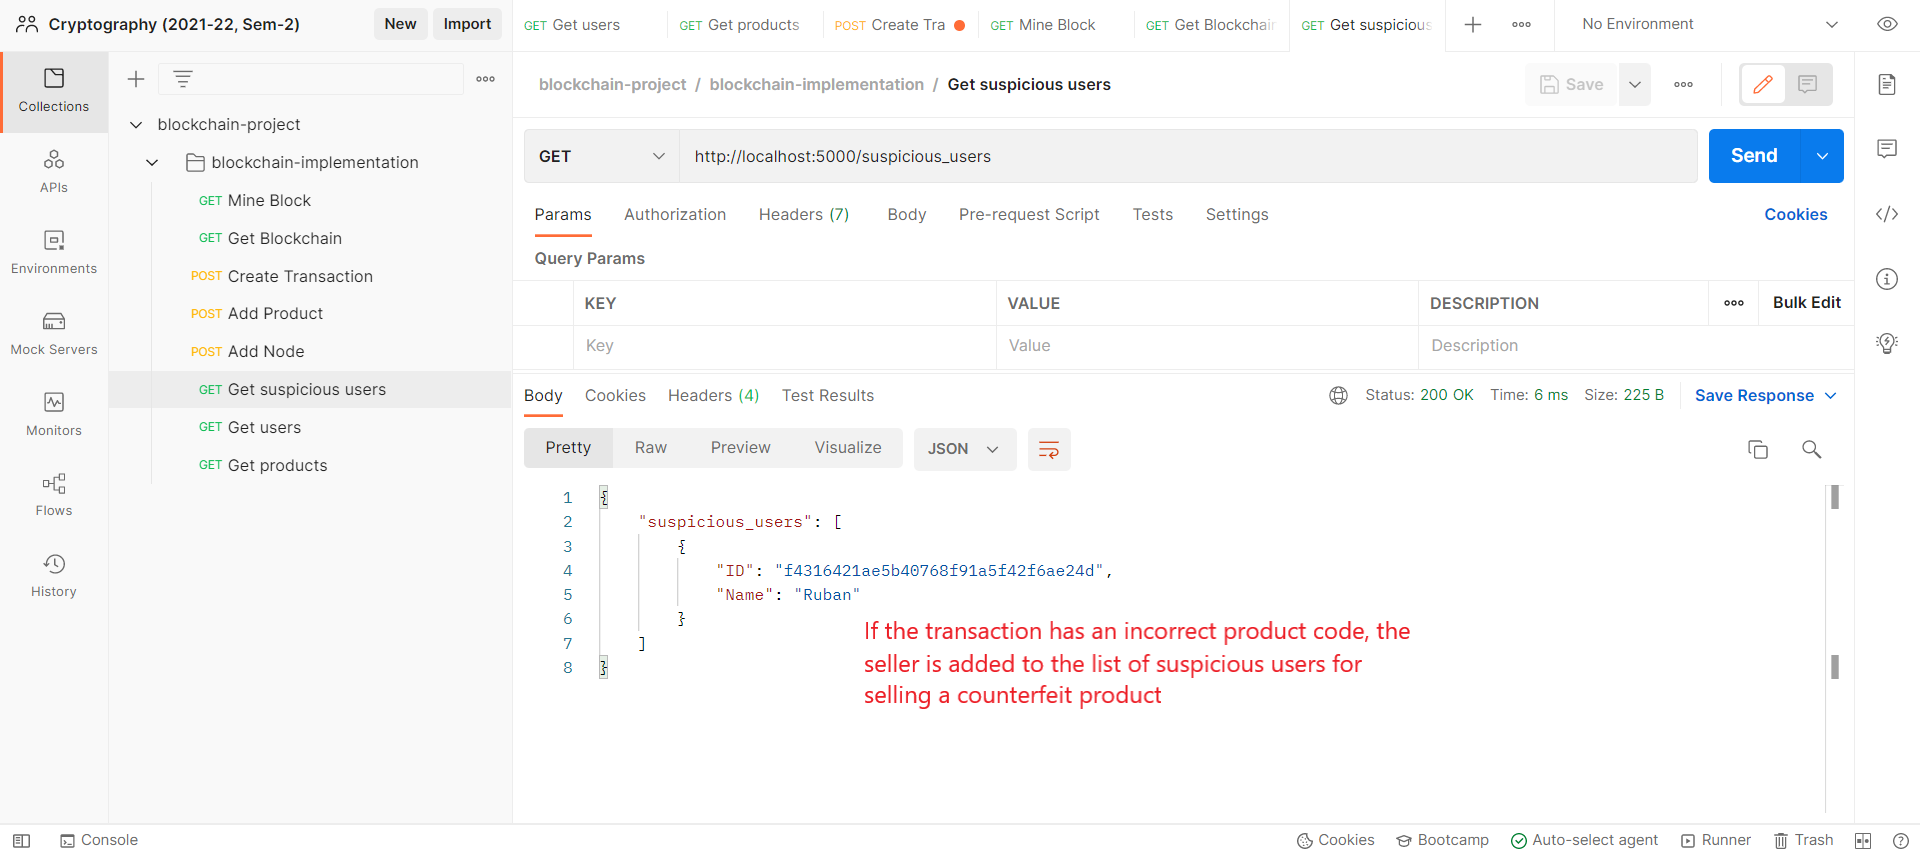 Cryptography (2021-22, Sem-2)
New
Import
GET Get users
GET Get products
POST Create Tra
GET Mine Block
GET Get Blockchain
GET Get suspicious
No Environment
Collections
APIs
Environments
Mock Servers
Monitors
Flows
History
blockchain-project
blockchain-implementation
GET Mine Block
GET Get Blockchain
POST Create Transaction
POST Add Product
POST Add Node
GET Get suspicious users
GET Get users
GET Get products
blockchain-project / blockchain-implementation / Get suspicious users
Save
GET
http://localhost:5000/suspicious_users
Send
Params
Authorization
Headers (7)
Body
Pre-request Script
Tests
Settings
Cookies
Query Params
KEY
VALUE
DESCRIPTION
Bulk Edit
Key
Value
Description
Body
Cookies
Headers (4)
Test Results
Status: 200 OK
Time: 6 ms
Size: 225 B
Save Response
Pretty
Raw
Preview
Visualize
JSON
1 {
2 "suspicious_users": [
3 {
4 "ID": "f4316421ae5b40768f91a5f42f6ae24d",
5 "Name": "Ruban"
6 }
7 ]
8 }
If the transaction has an incorrect product code, the
seller is added to the list of suspicious users for
selling a counterfeit product
Console
Cookies
Bootcamp
Auto-select agent
Runner
Trash